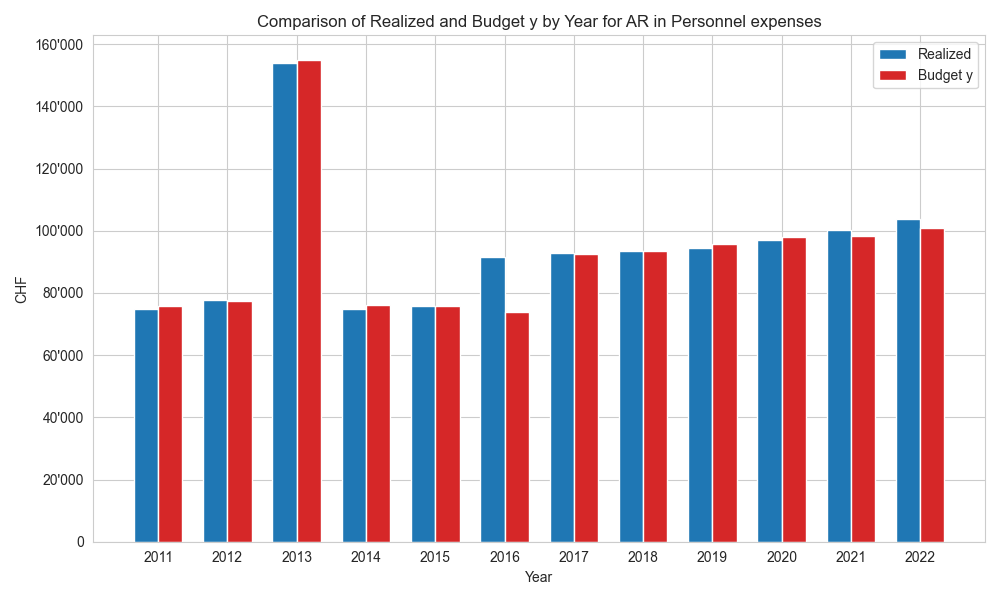 Comparison of Realized and Budget y by Year for AR in Personnel expenses
Realized
Budget y
160'000
140'000
120'000
100'000
80'000
60'000
40'000
20'000
0
CHF
2011 2012 2013 2014 2015 2016 2017 2018 2019 2020 2021 2022
Year